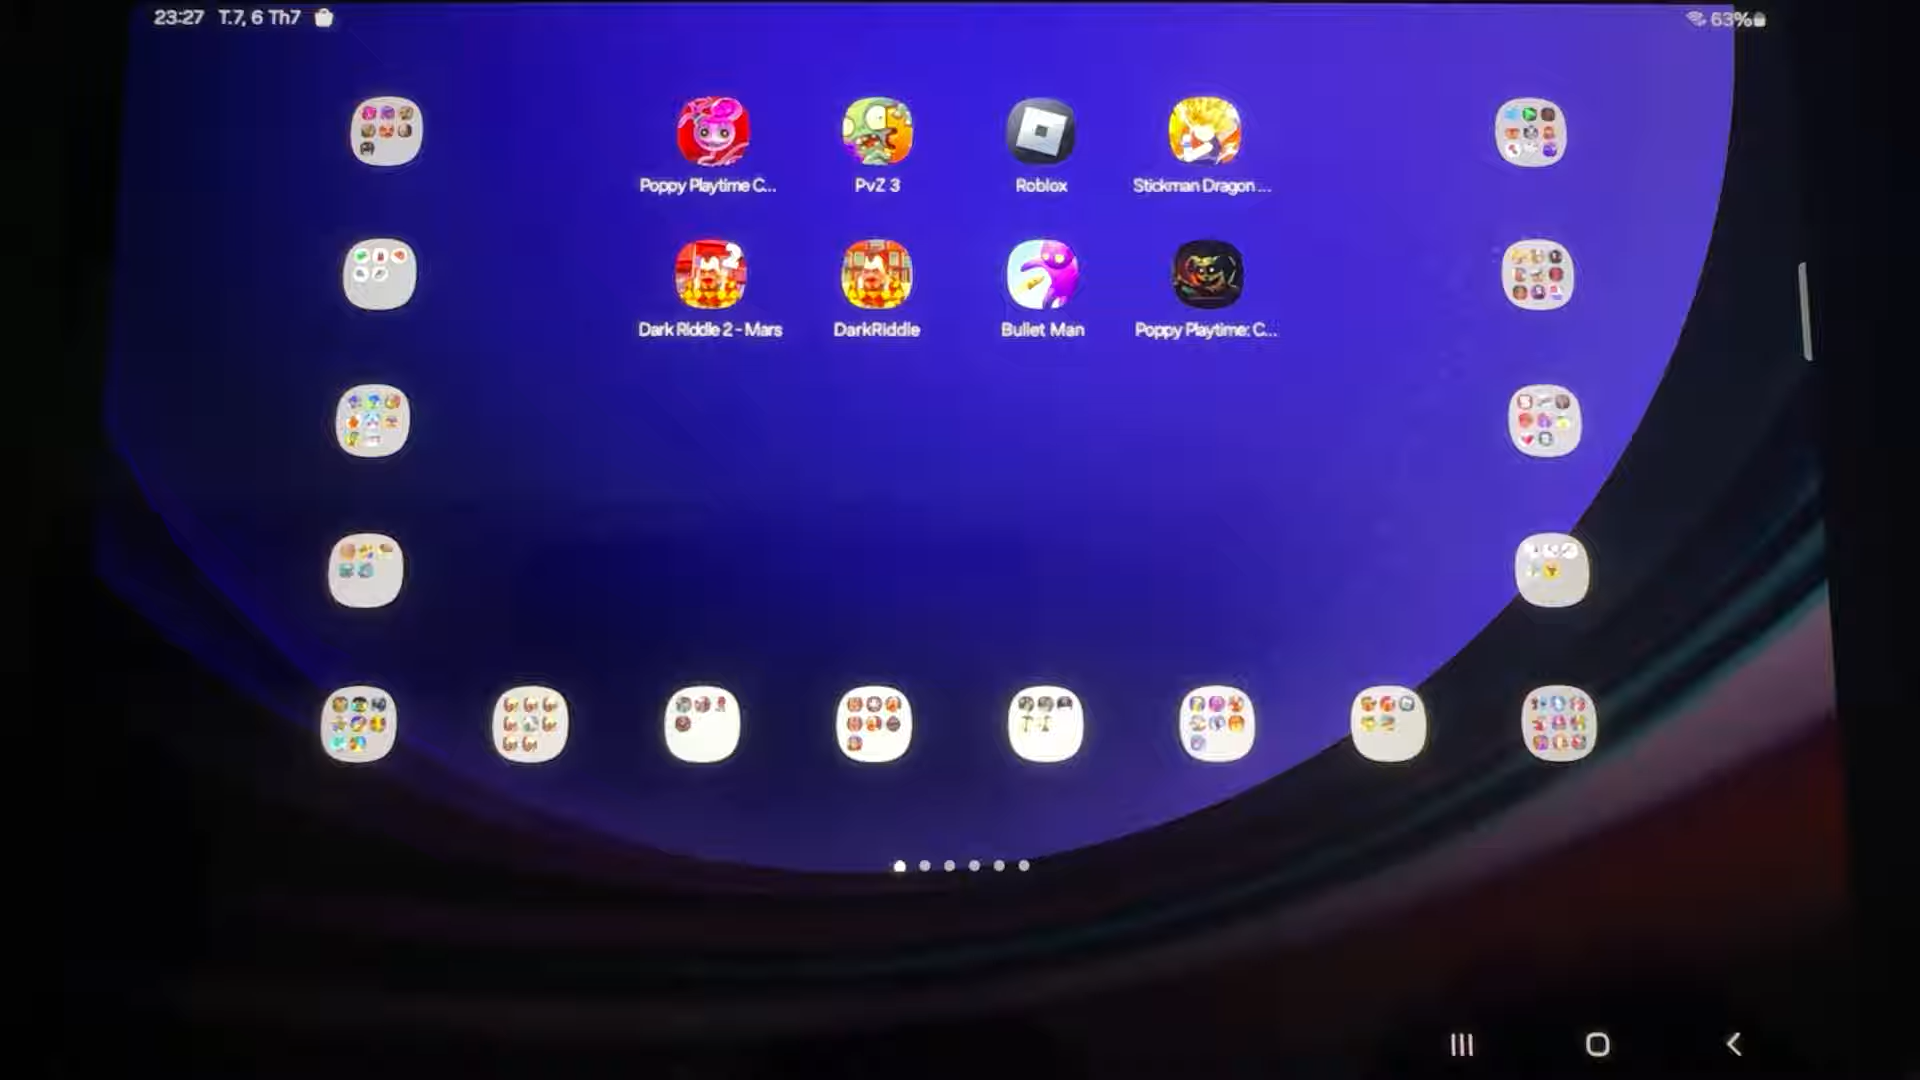 23:27 T.7, 6 Th7
63%
Poppy Playtime C...
PvZ 3
Roblox
Stickman Dragon ...
2
Dark Riddle 2 - Mars
DarkRiddle
Bullet Man
Poppy Playtime: C...